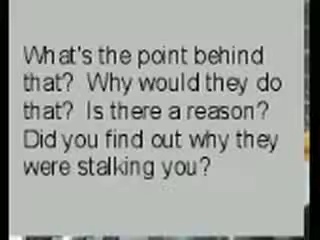 What's the point behind
that?  Why would they do
that?  Is there a reason?
Did you find out why they
were stalking you?